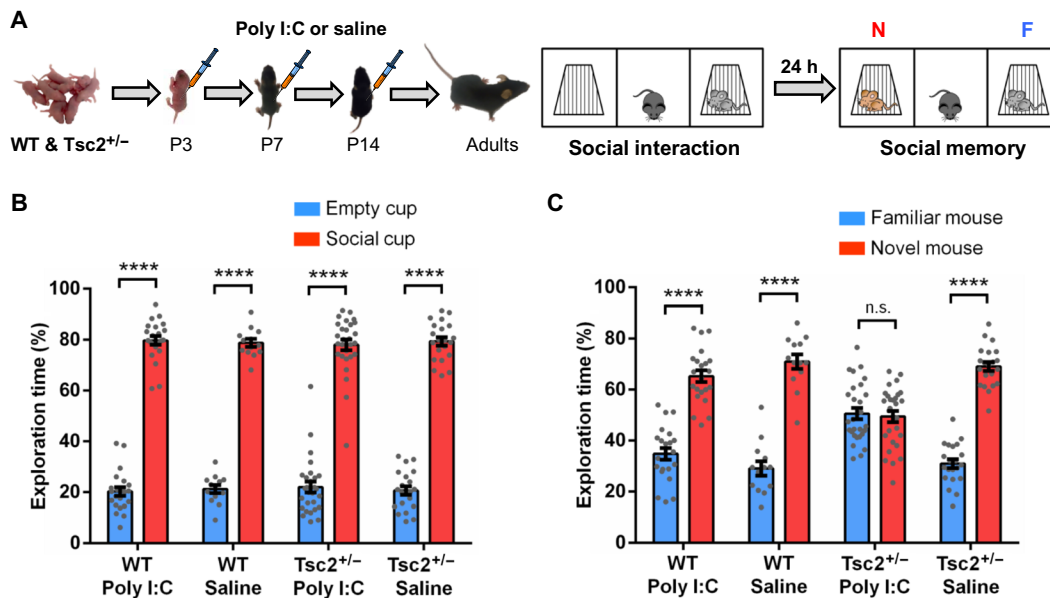 A
Poly I:C or saline
WT & Tsc2+/−
P3
P7
P14
Adults
Social interaction
24 h
N
F
Social memory
B
Empty cup
Social cup
Exploration time (%)
100
80
60
40
20
0
****
****
****
****
WT
Poly I:C
WT
Saline
Tsc2+/−
Poly I:C
Tsc2+/−
Saline
C
Familiar mouse
Novel mouse
Exploration time (%)
100
80
60
40
20
0
****
****
n.s.
****
WT
Poly I:C
WT
Saline
Tsc2+/−
Poly I:C
Tsc2+/−
Saline